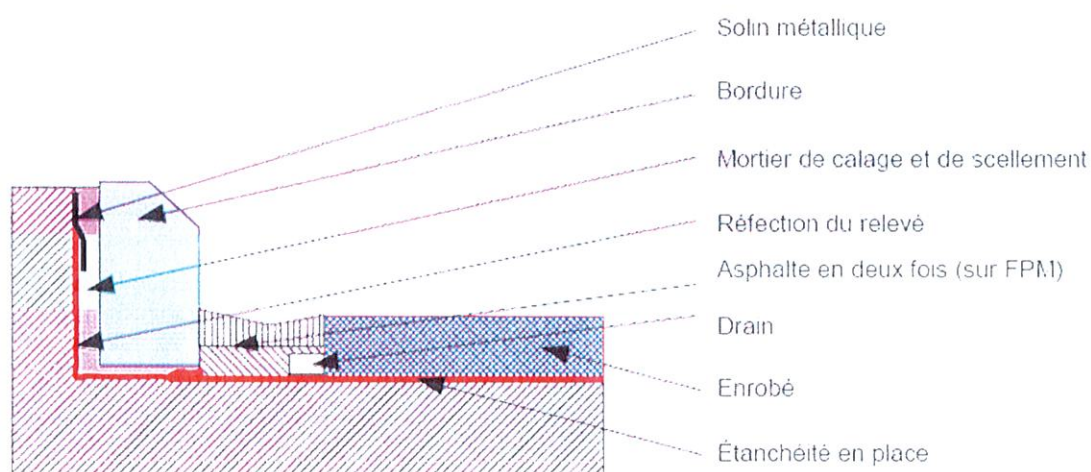 Solin métallique
Bordure
Mortier de calage et de scellement
Réfection du relevé
Asphalte en deux fois (sur FPM)
Drain
Enrobé
Étanchéité en place